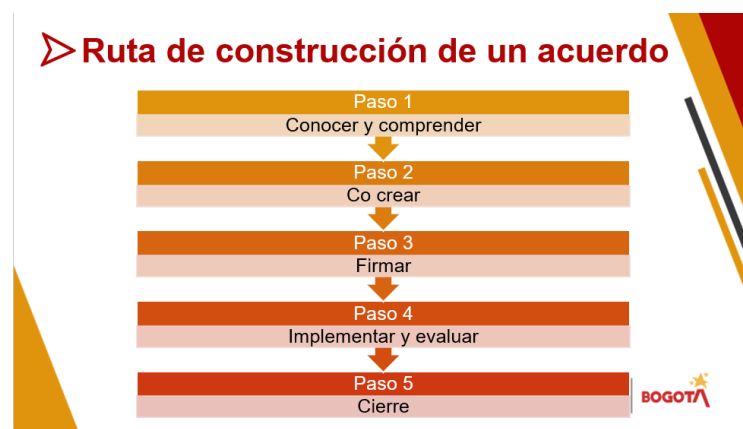 Ruta de construcción de un acuerdo
Paso 1
Conocer y comprender
Paso 2
Co crear
Paso 3
Firmar
Paso 4
Implementar y evaluar
Paso 5
Cierre
BOGOTÁ